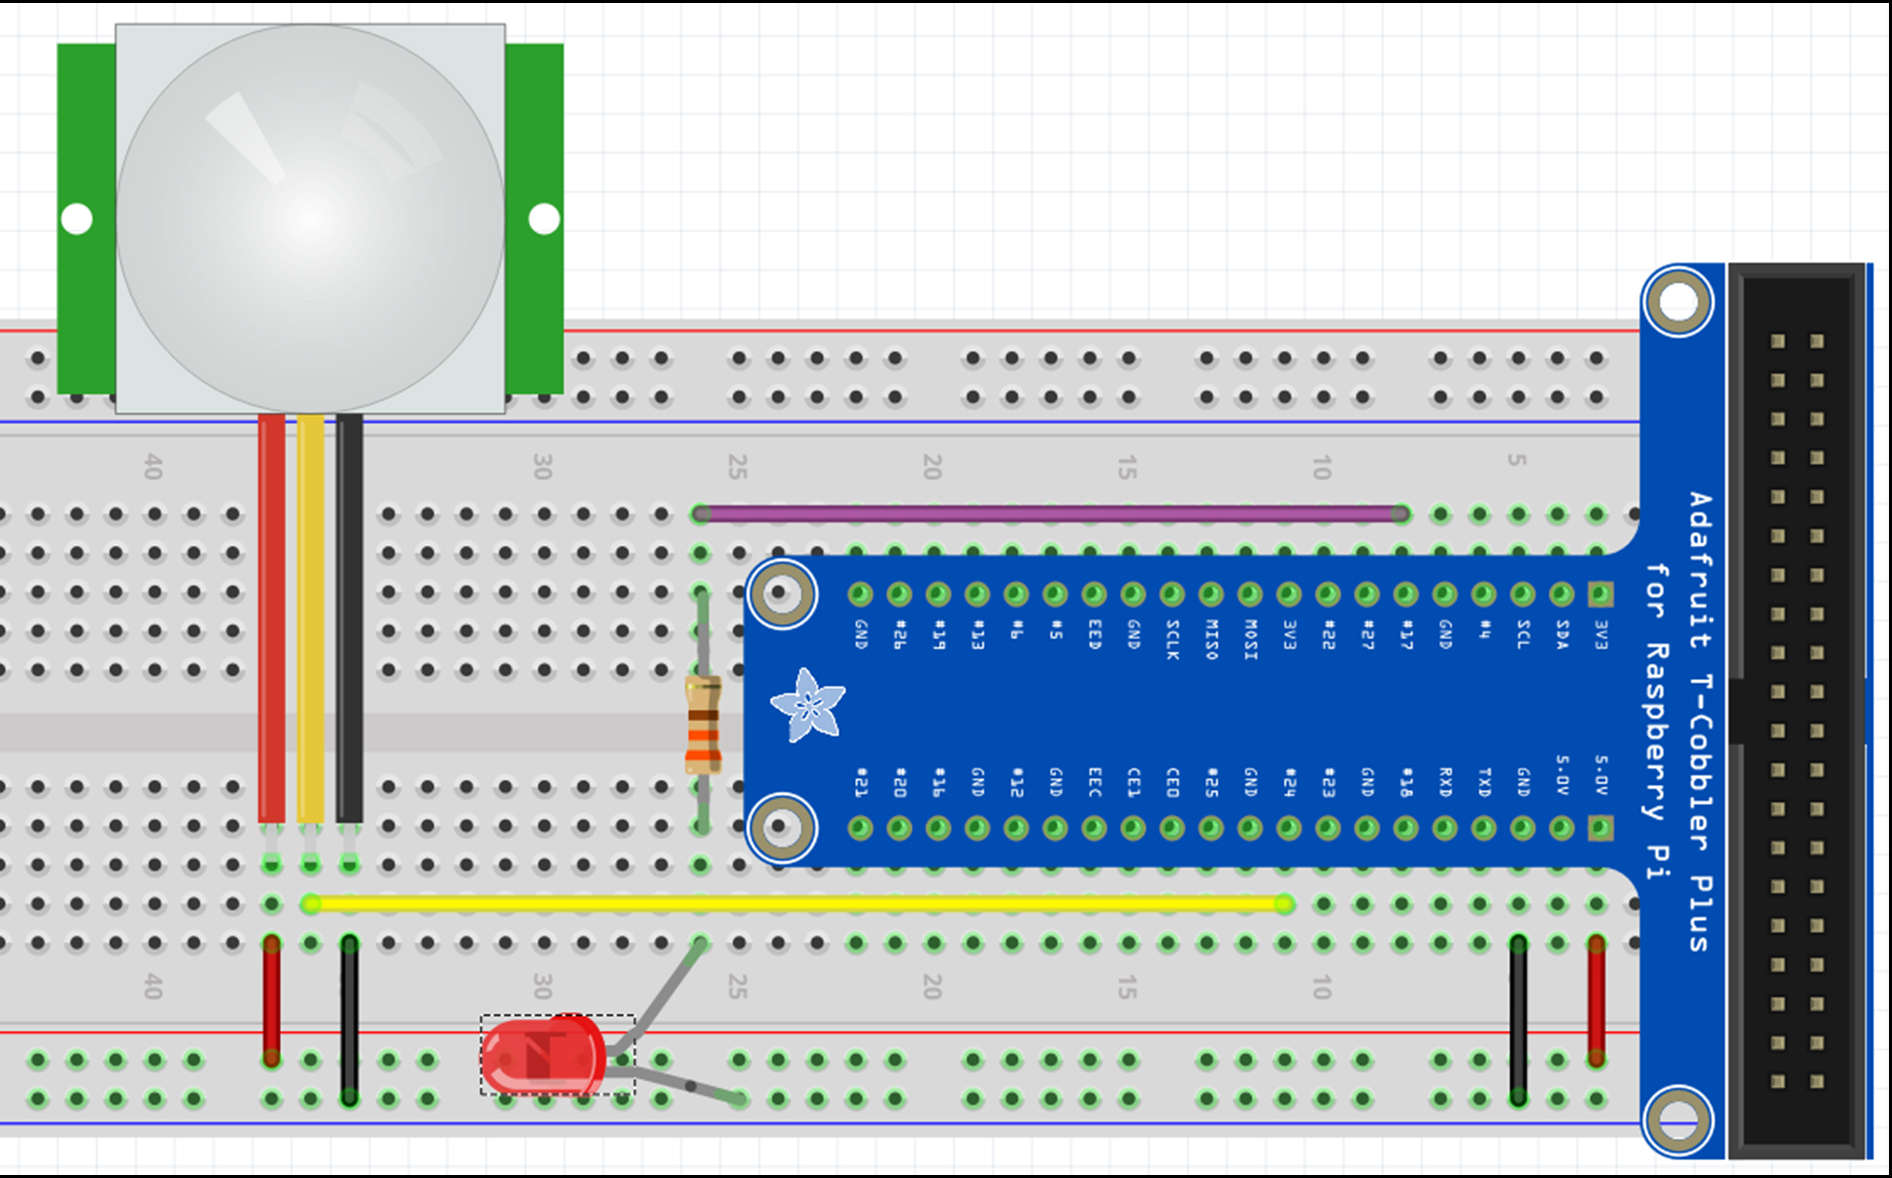 40 30 25 20 15 10 5
GND #26 #19 #13 #6 #5 EED GND SCLK MISO MOSI 3V3 #22 #27 #17 GND #4 SCL SDA 3V3
Adafruit T-Cobbler Plus
for Raspberry Pi
#21 #20 #16 GND #12 GND EEC CE1 CE0 #25 GND #24 #23 GND #18 RXD TXD GND 5.0V 5.0V
40 30 25 20 15 10